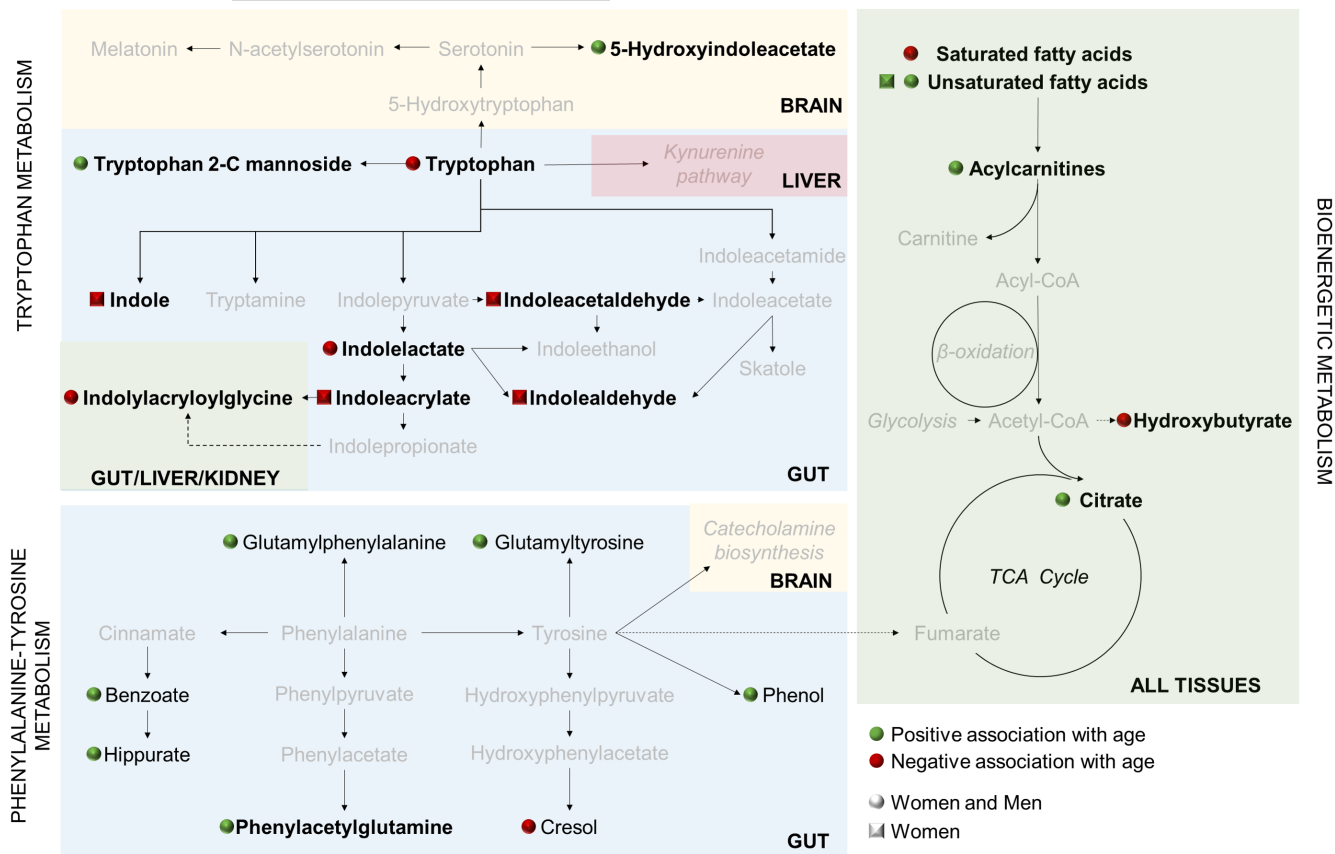 TRYPTOPHAN METABOLISM
Melatonin
N-acetylserotonin
Serotonin
5-Hydroxyindoleacetate
5-Hydroxytryptophan
BRAIN
Tryptophan 2-C mannoside
Tryptophan
Kynurenine
pathway
LIVER
Indoleacetamide
Indole
Tryptamine
Indolepyruvate
Indoleacetaldehyde
Indoleacetate
Indolelactate
Indoleethanol
Skatole
Indolylacryloylglycine
Indoleacrylate
Indolealdehyde
Indolepropionate
GUT/LIVER/KIDNEY
GUT
PHENYLALANINE-TYROSINE
METABOLISM
Glutamylphenylalanine
Glutamyltyrosine
Catecholamine
biosynthesis
BRAIN
Cinnamate
Phenylalanine
Tyrosine
Benzoate
Phenylpyruvate
Hydroxyphenylpyruvate
Phenol
Hippurate
Phenylacetate
Hydroxyphenylacetate
Phenylacetylglutamine
Cresol
GUT
BIOENERGETIC METABOLISM
Saturated fatty acids
Unsaturated fatty acids
Acylcarnitines
Carnitine
Acyl-CoA
β-oxidation
Glycolysis
Acetyl-CoA
Hydroxybutyrate
Citrate
TCA Cycle
Fumarate
ALL TISSUES
Positive association with age
Negative association with age
Women and Men
Women